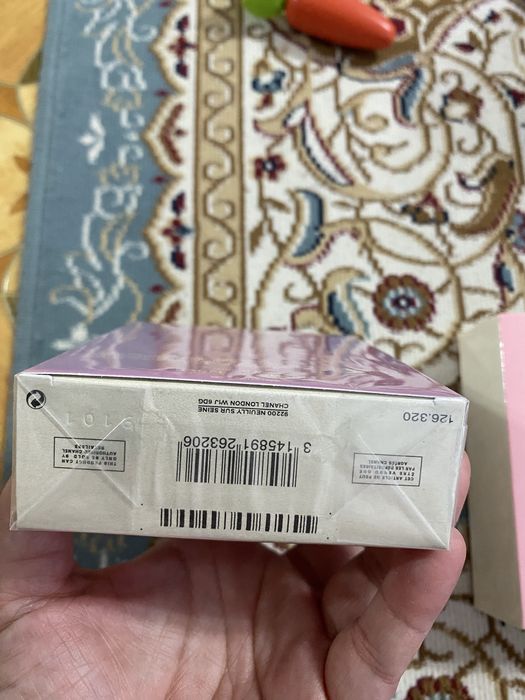 3 145891 263206
CET ARTICLE NE PEUT
ÊTRE VENDU QUE
PAR LES DÉPOSITAIRES
AGRÉÉS CHANEL
THIS PRODUCT CAN
ONLY BE SOLD BY
AUTHORIZED CHANEL
RETAILERS
126.320
92200 NEUILLY SUR SEINE
CHANEL LONDON W1J 6DG